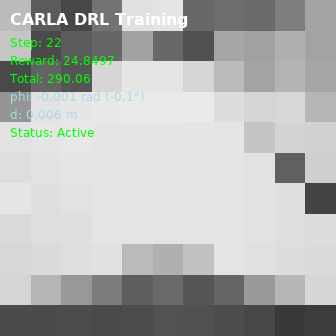 CARLA DRL Training
Step: 22
Reward: 24.8497
Total: 290.06
phi: -0.001 rad (-0.1°)
d: 0.006 m
Status: Active